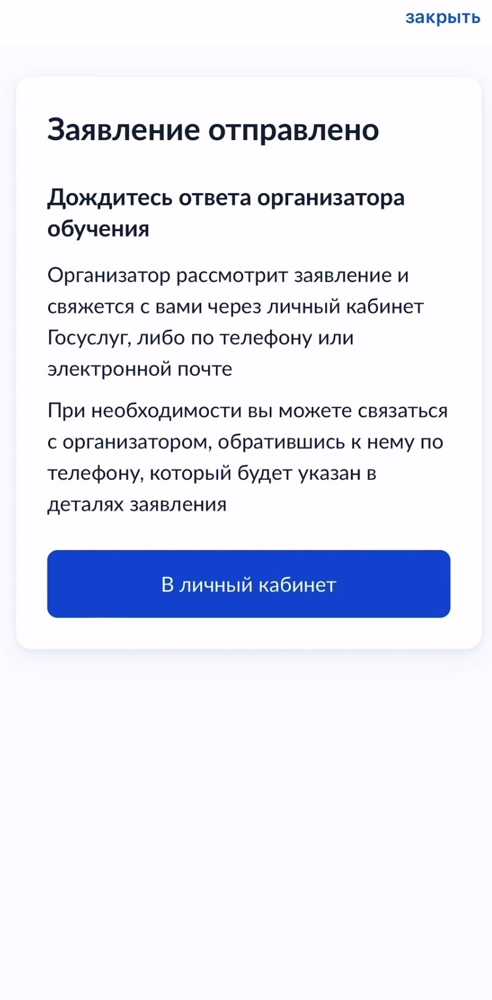 закрыть
Заявление отправлено
Дождитесь ответа организатора
обучения
Организатор рассмотрит заявление и
свяжется с вами через личный кабинет
Госуслуг, либо по телефону или
электронной почте
При необходимости вы можете связаться
с организатором, обратившись к нему по
телефону, который будет указан в
деталях заявления
В личный кабинет